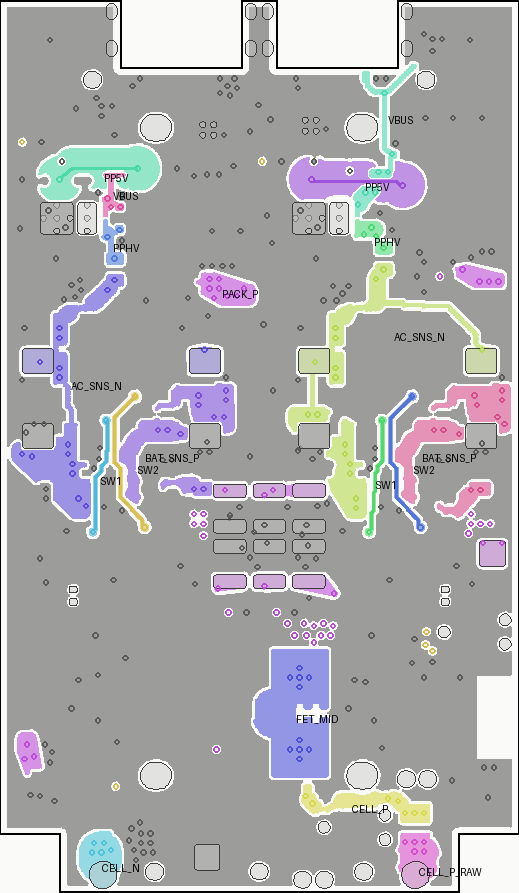 VBUS
PP5V
VBUS
PP5V
PPHV
PPHV
PACK_P
AC_SNS_N
AC_SNS_N
BAT_SNS_P
BAT_SNS_P
SW2
SW2
SW1
SW1
FET_MID
CELL_P
CELL_N
CELL_P_RAW